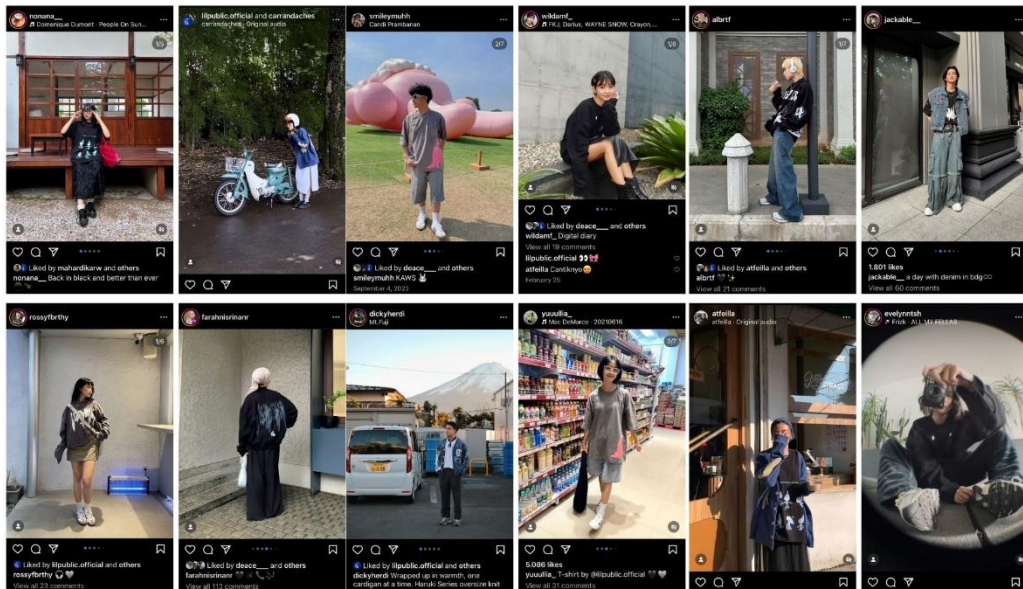 nonana__
Domenique Dumont · People On Sun...
1/5
Liked by mahardikarw and others
nonana__ Back in black and better than ever
lilpublic.official and carrandaches
carrandaches · Original audio
smileymuhh
Candi Prambanan
2/7
Liked by deace___ and others
smileymuhh KAWS
September 4, 2023
wildamf_
FKJ, Darius, WAYNE SNOW, Crayon,...
1/8
Liked by deace___ and others
wildamf_ Digital diary
View all 19 comments
lilpublic.official
atfeilla Cantiknyo
February 25
albrtf
1/7
Liked by atfeilla and others
albrtf
View all 21 comments
jackable__
1.601 likes
jackable__ a day with denim in bdg
View all 60 comments
rossyfbrthy
1/6
Liked by lilpublic.official and others
rossyfbrthy
View all 23 comments
farahnisrinanr
Liked by deace___ and others
farahnisrinanr
View all 113 comments
dickyherdi
Mt.Fuji
Liked by lilpublic.official and others
dickyherdi Wrapped up in warmth, one
cardigan at a time. Haruki Series oversize knit
yuuullia_
Mac DeMarco · 20210616
5.086 likes
yuuullia_ T-shirt by @lilpublic.official
View all 31 comments
atfeilla
atfeilla · Original audio
evelynntsh
Frizk · ALL MY FELLAS